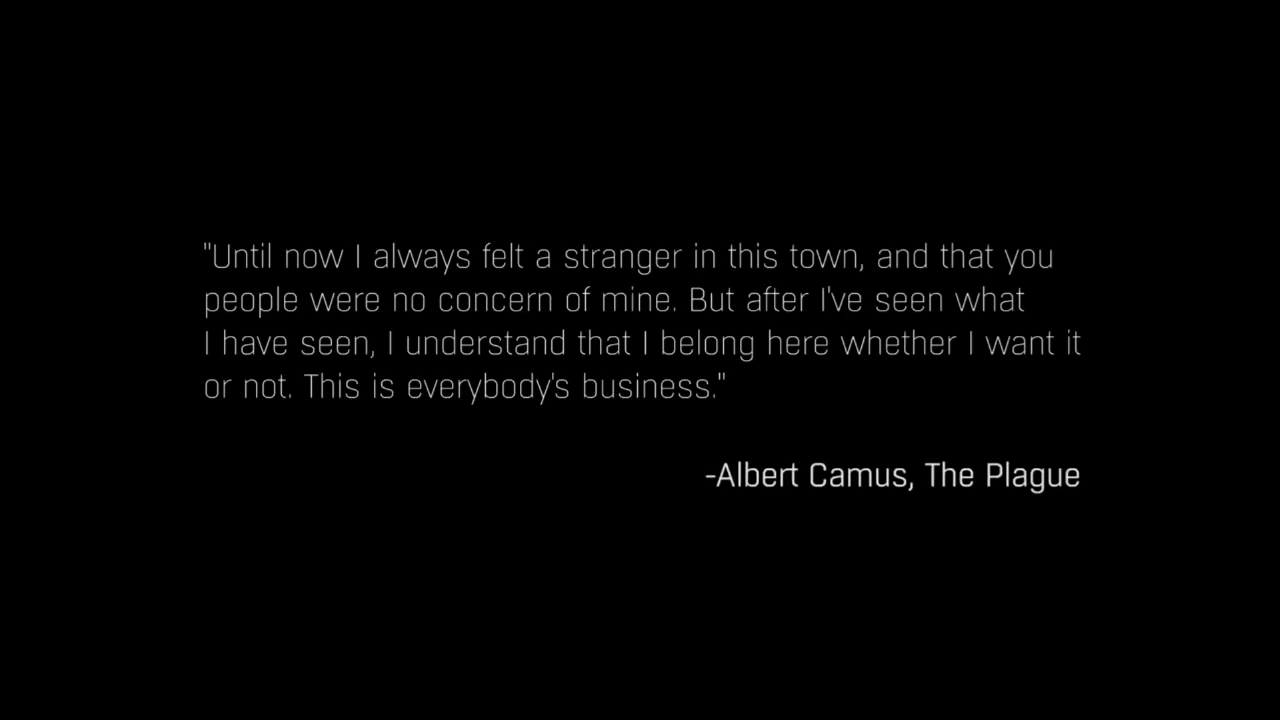 "Until now I always felt a stranger in this town, and that you
people were no concern of mine. But after I've seen what
I have seen, I understand that I belong here whether I want it
or not. This is everybody's business."
-Albert Camus, The Plague